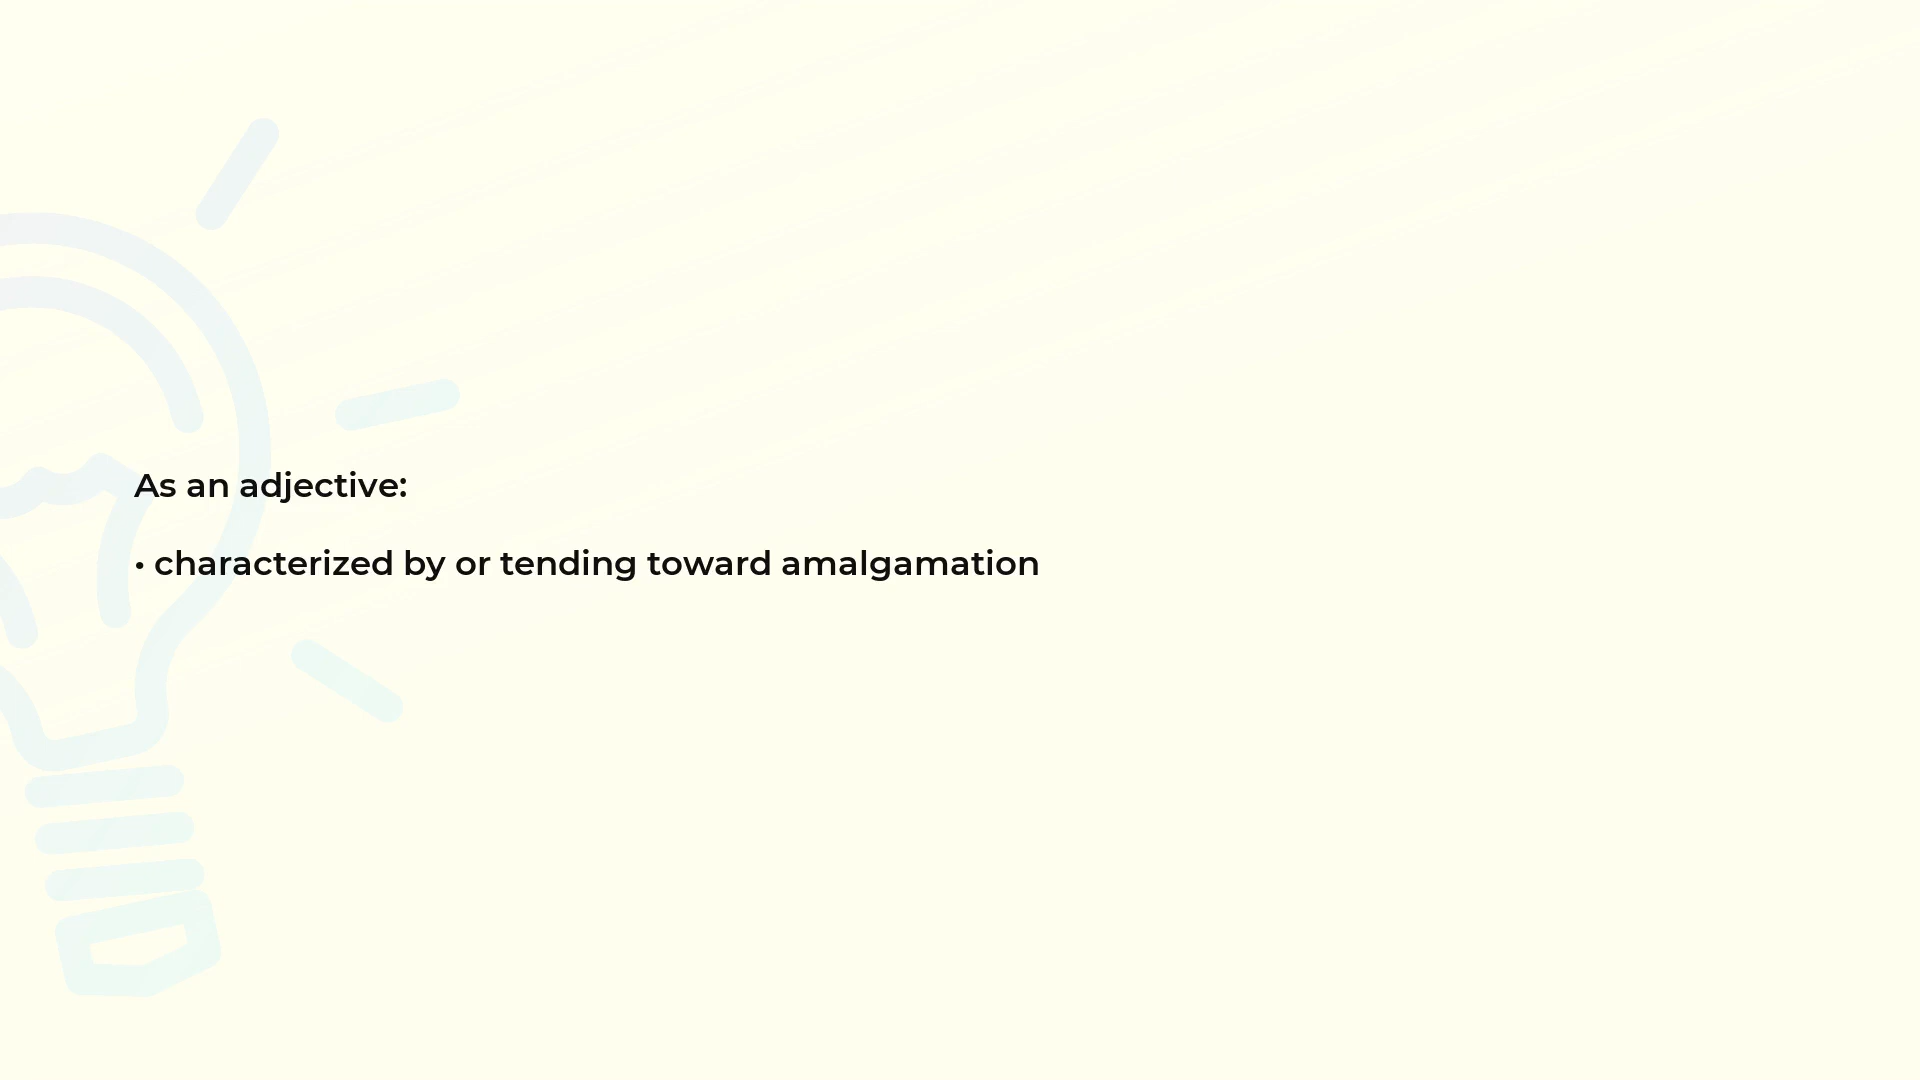 As an adjective:
• characterized by or tending toward amalgamation